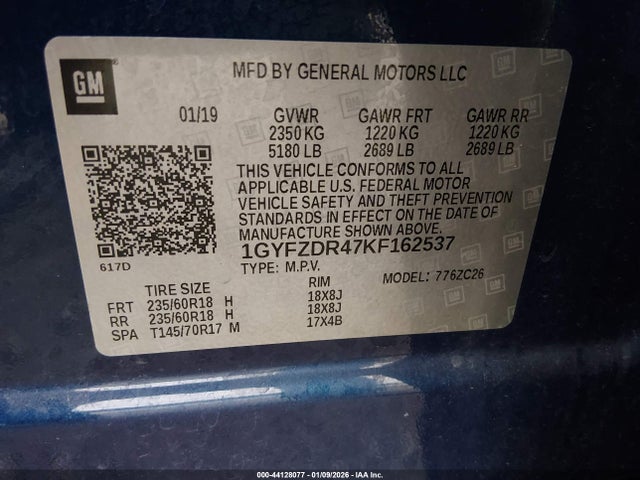 GM
MFD BY GENERAL MOTORS LLC
01/19 GVWR GAWR FRT GAWR RR
2350 KG 1220 KG 1220 KG
5180 LB 2689 LB 2689 LB
THIS VEHICLE CONFORMS TO ALL
APPLICABLE U.S. FEDERAL MOTOR
VEHICLE SAFETY AND THEFT PREVENTION
STANDARDS IN EFFECT ON THE DATE OF
MANUFACTURE SHOWN ABOVE.
617D
1GYFZDR47KF162537
TYPE: M.P.V. MODEL: 776ZC26
TIRE SIZE RIM
FRT 235/60R18 H 18X8J
RR 235/60R18 H 18X8J
SPA T145/70R17 M 17X4B
000-44128077 - 01/09/2026 - IAA Inc.